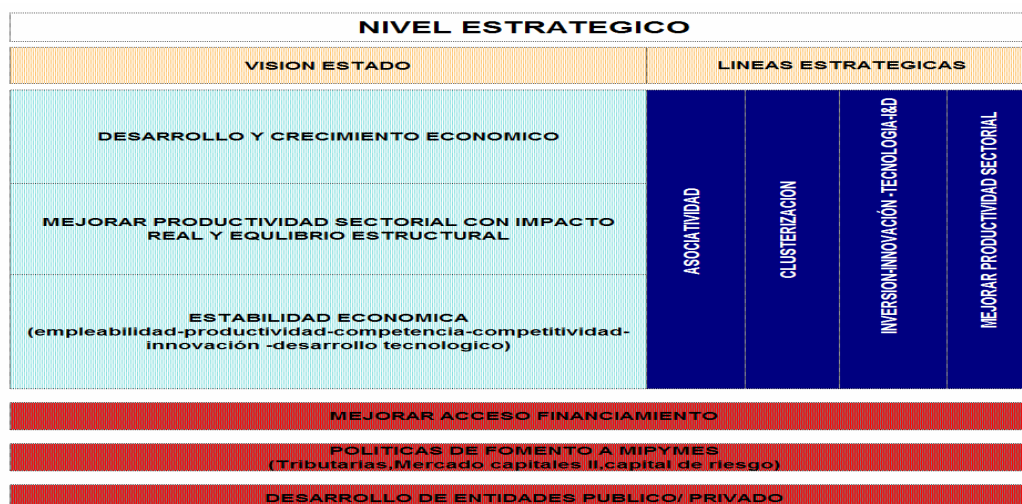 NIVEL ESTRATEGICO
VISION ESTADO
LINEAS ESTRATEGICAS
DESARROLLO Y CRECIMIENTO ECONOMICO
MEJORAR PRODUCTIVIDAD SECTORIAL CON IMPACTO
REAL Y EQULIBRIO ESTRUCTURAL
ESTABILIDAD ECONOMICA
(empleabilidad-productividad-competencia-competitividad-
innovación -desarrollo tecnologico)
ASOCIATIVIDAD
CLUSTERIZACION
INVERSION-INNOVACIÓN -TECNOLOGIA-I&D
MEJORAR PRODUCTIVIDAD SECTORIAL
MEJORAR ACCESO FINANCIAMIENTO
POLITICAS DE FOMENTO A MIPYMES
(Tributarias,Mercado capitales II,capital de riesgo)
DESARROLLO DE ENTIDADES PUBLICO/ PRIVADO